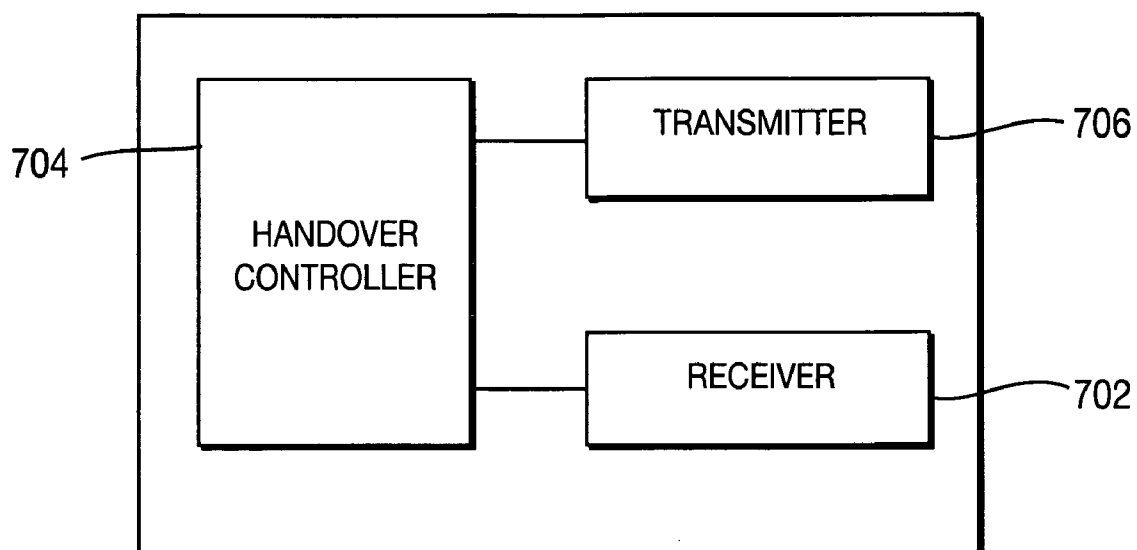 TRANSMITTER
706
704
HANDOVER
CONTROLLER
RECEIVER
702